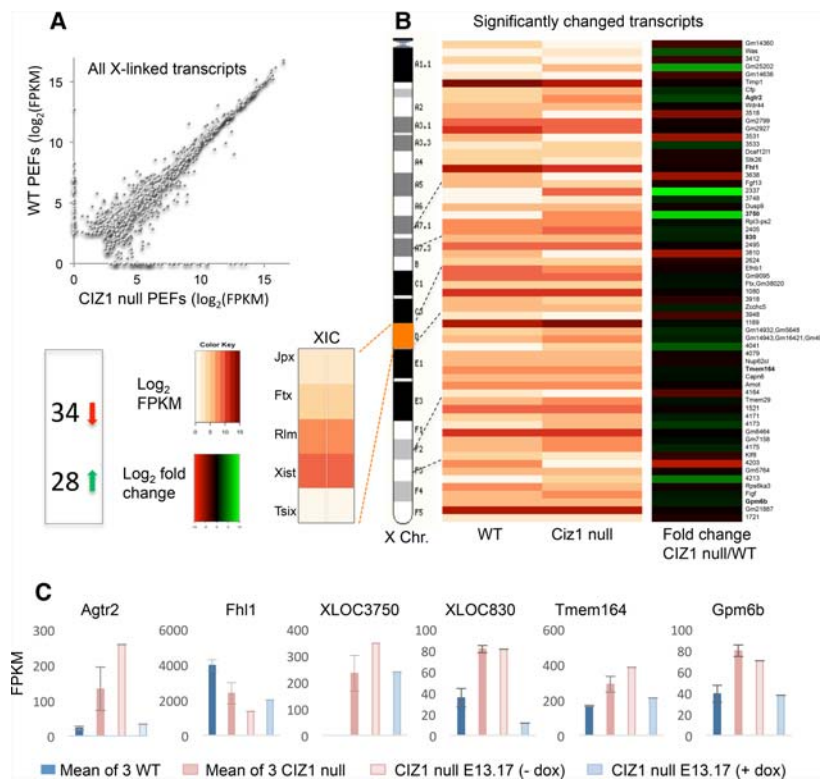 A
All X-linked transcripts
WT PEFs (log2(FPKM)
15
10
5
0
0
5
10
15
CIZ1 null PEFs (log2(FPKM)
34
28
Color Key
Log2
FPKM
Log2 fold
change
XIC
Jpx
Ftx
Rlm
Xist
Tsix
B
Significantly changed transcripts
A1.1
A2
A3.1
A3.3
A4
A5
A6
A7.1
A7.3
B
C1
C3
D
E1
E3
F1
F2
F3
F4
F5
X Chr.
WT
Ciz1 null
Fold change
CIZ1 null/WT
Gm14360
Was
3412
Gm25202
Gm14636
Timp1
Cfp
Agtr2
Wdr44
3518
Gm2799
Gm2927
3531
3533
Dcaf12l1
Stk26
Fhl1
3638
Fgf13
2337
3748
Dusp9
3750
Rpl3-ps2
2405
830
2495
3810
2624
Efnb1
Gm9095
Ftx,Gm38020
1080
3918
Zcchc5
3948
1189
Gm14932,Gm5648
4041
4079
Nup62cl
Tmem164
Capn6
Amot
4164
Tmem29
1521
4171
4173
Gm6464
Gm7158
4175
Klf8
4203
Gm5764
4213
Rps6ka3
Figf
Gpm6b
Gm21887
1721
C
FPKM
Agtr2
300
200
100
0
Fhl1
6000
4000
2000
0
XLOC3750
400
300
200
100
0
XLOC830
100
80
60
40
20
0
Tmem164
600
400
200
0
Gpm6b
100
80
60
40
20
0
Mean of 3 WT
Mean of 3 CIZ1 null
CIZ1 null E13.17 (- dox)
CIZ1 null E13.17 (+ dox)